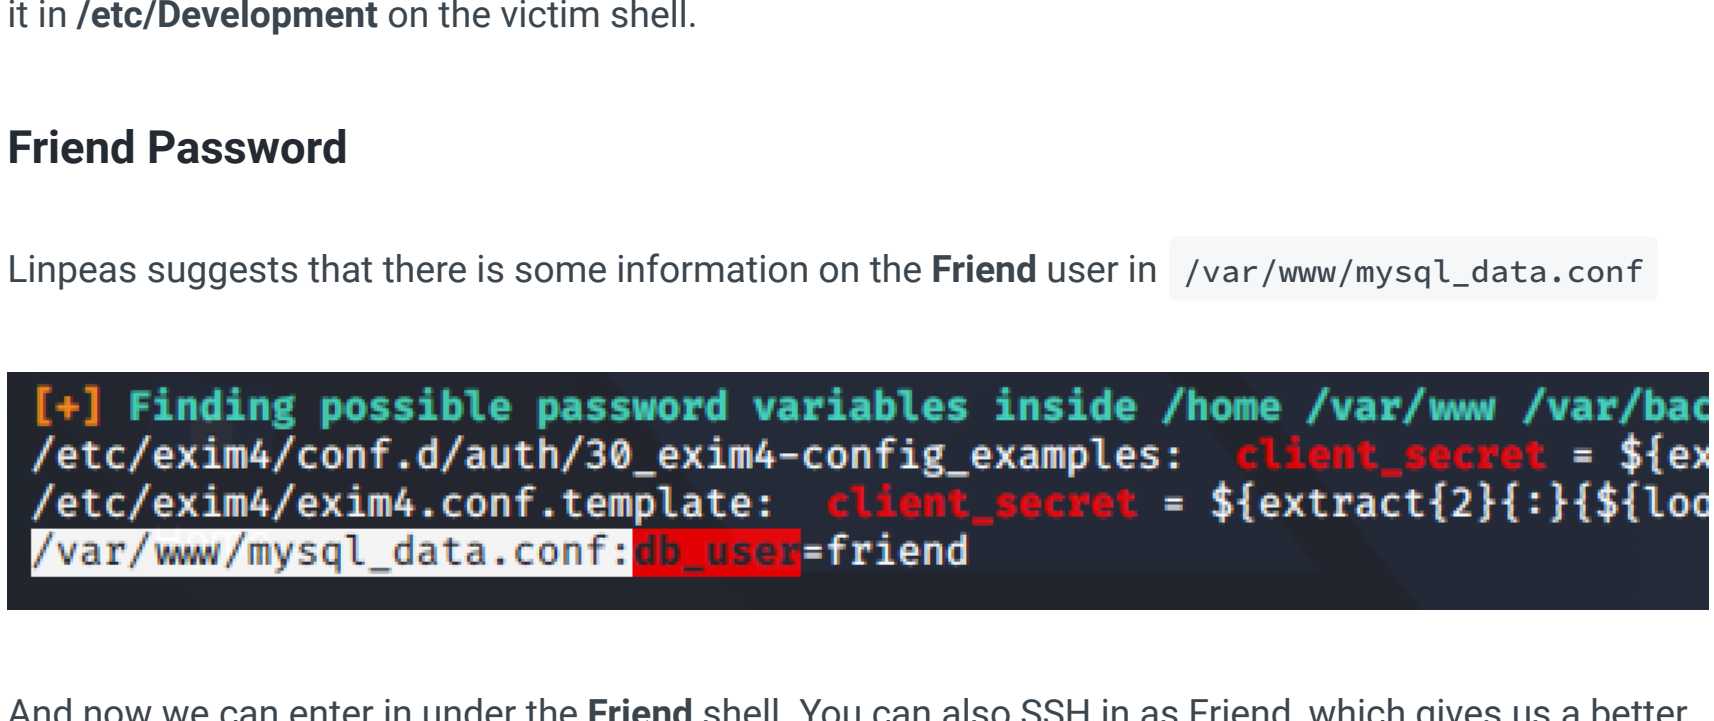 it in /etc/Development on the victim shell.
Friend Password
Linpeas suggests that there is some information on the Friend user in /var/www/mysql_data.conf
[+] Finding possible password variables inside /home /var/www /var/bac
/etc/exim4/conf.d/auth/30_exim4-config_examples: client_secret = ${ex
/etc/exim4/exim4.conf.template: client_secret = ${extract{2}{:}{${loo
/var/www/mysql_data.conf:db_user=friend
And now we can enter in under the Friend shell. You can also SSH in as Friend, which gives us a better